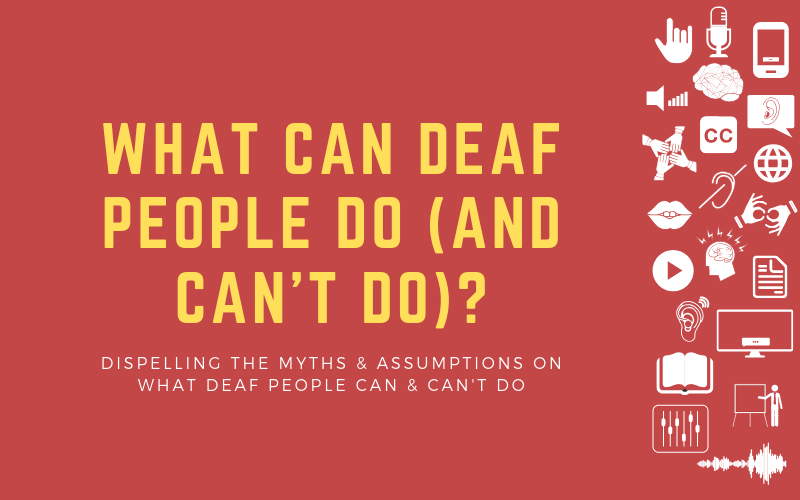 WHAT CAN DEAF
PEOPLE DO (AND
CAN'T DO)?
DISPELLING THE MYTHS & ASSUMPTIONS ON
WHAT DEAF PEOPLE CAN & CAN'T DO
CC